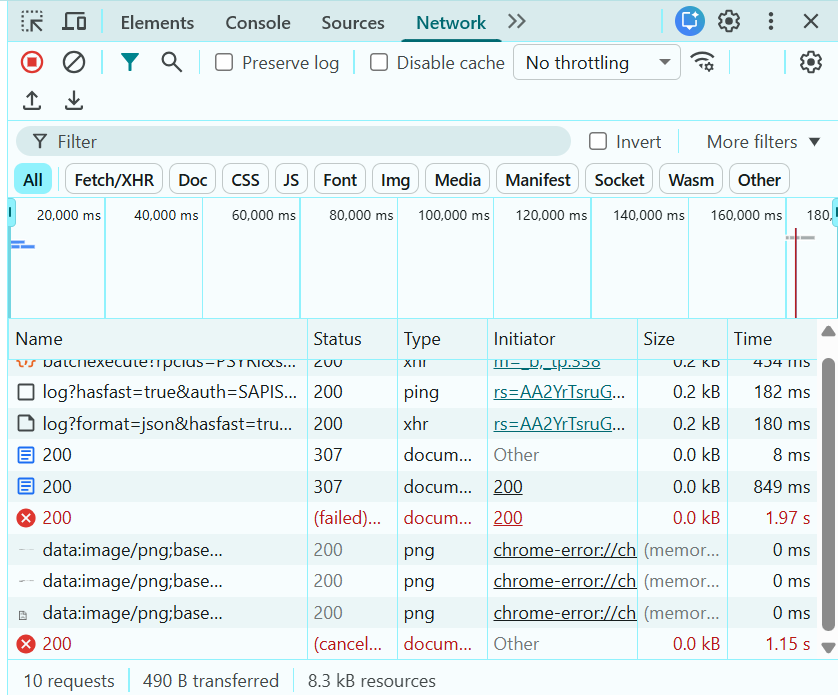 Elements Console Sources Network
Preserve log Disable cache No throttling
Filter Invert More filters
All Fetch/XHR Doc CSS JS Font Img Media Manifest Socket Wasm Other
20,000 ms 40,000 ms 60,000 ms 80,000 ms 100,000 ms 120,000 ms 140,000 ms 160,000 ms 180,
Name Status Type Initiator Size Time
batchexecute?rpcids= 200 xhr m=_b,_tp:338 0.2 kB 454 ms
log?hasfast=true&auth=SAPIS... 200 ping rs=AA2YrTsruG... 0.2 kB 182 ms
log?format=json&hasfast=tru... 200 xhr rs=AA2YrTsruG... 0.2 kB 180 ms
200 307 docum... Other 0.0 kB 8 ms
200 307 docum... 200 0.0 kB 849 ms
200 (failed)... docum... 200 0.0 kB 1.97 s
data:image/png;base... 200 png chrome-error://ch (memor... 0 ms
data:image/png;base... 200 png chrome-error://ch (memor... 0 ms
data:image/png;base... 200 png chrome-error://ch (memor... 0 ms
200 (cancel... docum... Other 0.0 kB 1.15 s
10 requests 490 B transferred 8.3 kB resources